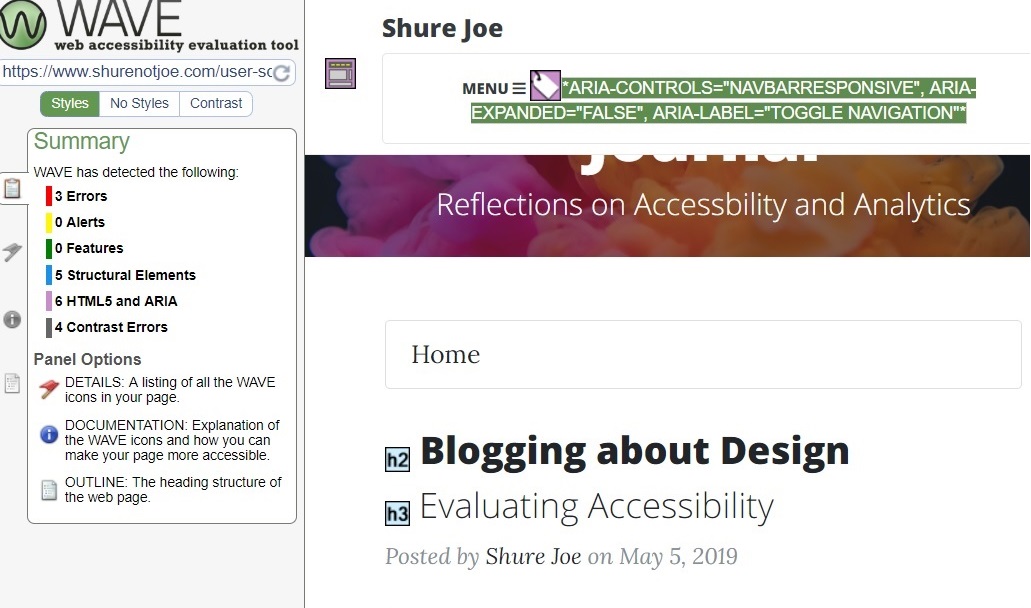 WAVE
web accessibility evaluation tool
https://www.shurenotjoe.com/user-sc
Styles No Styles Contrast
Summary
WAVE has detected the following:
3 Errors
0 Alerts
0 Features
5 Structural Elements
6 HTML5 and ARIA
4 Contrast Errors
Panel Options
DETAILS: A listing of all the WAVE
icons in your page.
DOCUMENTATION: Explanation of
the WAVE icons and how you can
make your page more accessible.
OUTLINE: The heading structure of
the web page.
Shure Joe
MENU ☰ *ARIA-CONTROLS="NAVBARRESPONSIVE", ARIA-
EXPANDED="FALSE", ARIA-LABEL="TOGGLE NAVIGATION"*
Journal
Reflections on Accessbility and Analytics
Home
h2 Blogging about Design
h3 Evaluating Accessibility
Posted by Shure Joe on May 5, 2019